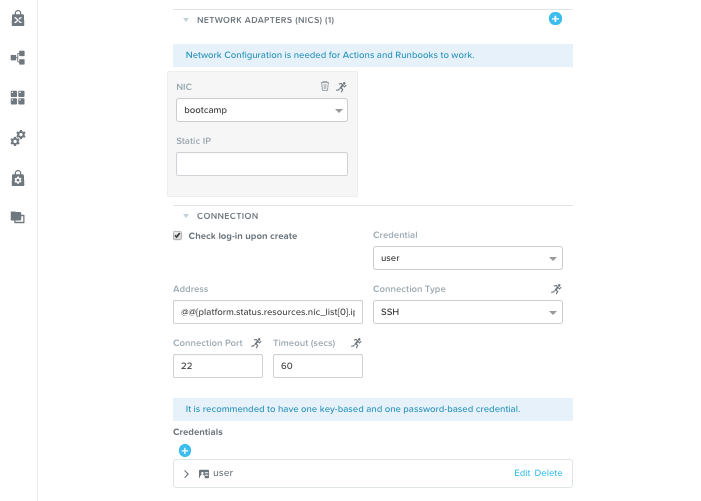 NETWORK ADAPTERS (NICS) (1)
Network Configuration is needed for Actions and Runbooks to work.
NIC
bootcamp
Static IP
CONNECTION
Check log-in upon create
Credential
user
Address
Connection Type
@@{platform.status.resources.nic_list[0].ip
SSH
Connection Port
Timeout (secs)
22
60
It is recommended to have one key-based and one password-based credential.
Credentials
user
Edit Delete